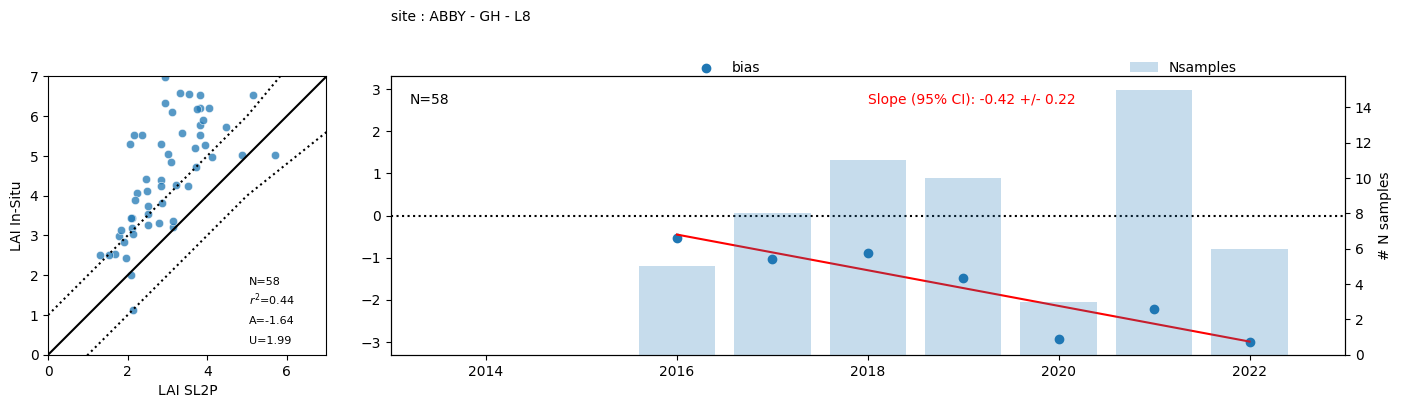 site : ABBY - GH - L8
bias
Nsamples
N=58
Slope (95% CI): -0.42 +/- 0.22
7
6
5
4
3
2
1
0
LAI In-Situ
N=58
r²=0.44
A=-1.64
U=1.99
0 2 4 6
LAI SL2P
3
2
1
0
−1
−2
−3
2014 2016 2018 2020 2022
14
12
10
8
6
4
2
0
# N samples